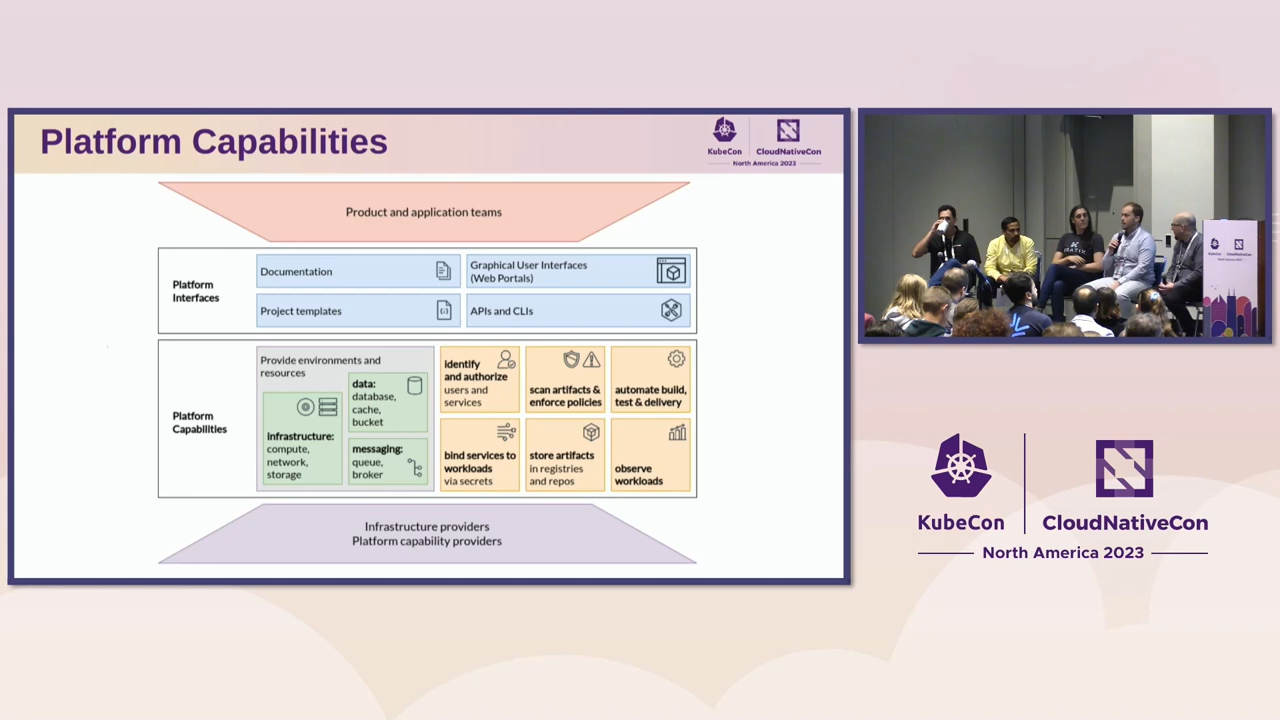 Platform Capabilities
KubeCon
CloudNativeCon
North America 2023
Product and application teams
Platform
Interfaces
Documentation
Graphical User Interfaces
(Web Portals)
Project templates
APIs and CLIs
Platform
Capabilities
Provide environments and
resources
infrastructure:
compute,
network,
storage
data:
database,
cache,
bucket
messaging:
queue,
broker
identify
and authorize
users and
services
scan artifacts &
enforce policies
automate build,
test & delivery
bind services to
workloads
via secrets
store artifacts
in registries
and repos
observe
workloads
Infrastructure providers
Platform capability providers
KubeCon
CloudNativeCon
North America 2023